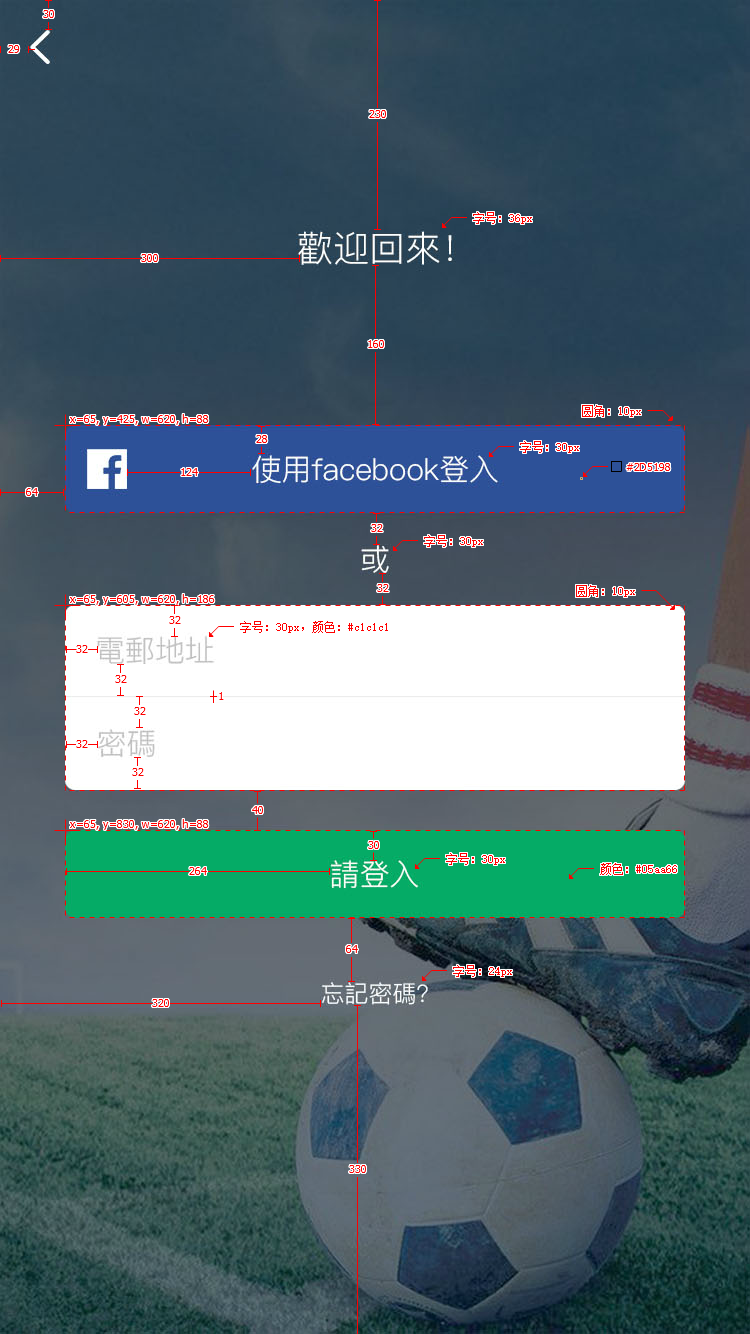 30
29
230
字号: 36px
歡迎回來!
300
160
x=65, y=425, w=620, h=88
圆角: 10px
28
字号: 30px
124
使用facebook登入
#2D5198
64
32
或
字号: 30px
32
x=65, y=605, w=620, h=186
圆角: 10px
32
字号: 30px, 颜色: #c1c1c1
32
電郵地址
32
1
32
32
密碼
32
40
x=65, y=830, w=620, h=88
30
字号: 30px
264
請登入
颜色: #05aa66
64
字号: 24px
320
忘記密碼?
330